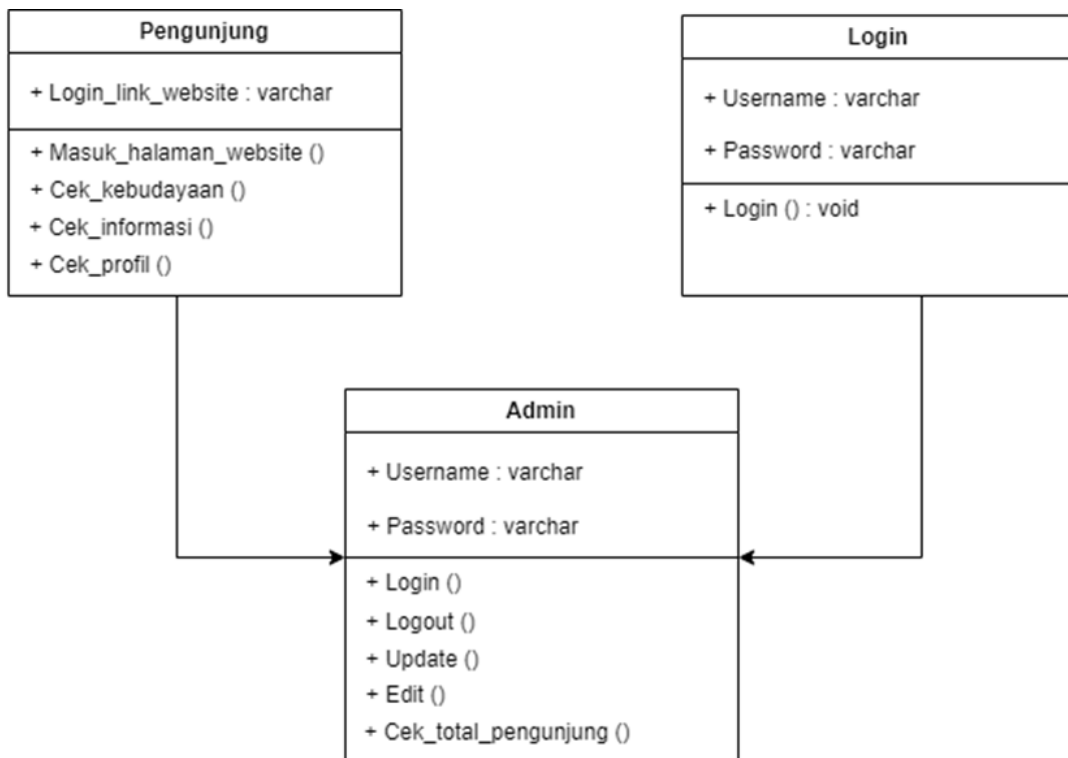 Pengunjung
+ Login_link_website : varchar
+ Masuk_halaman_website ()
+ Cek_kebudayaan ()
+ Cek_informasi ()
+ Cek_profil ()
Login
+ Username : varchar
+ Password : varchar
+ Login () : void
Admin
+ Username : varchar
+ Password : varchar
+ Login ()
+ Logout ()
+ Update ()
+ Edit ()
+ Cek_total_pengunjung ()